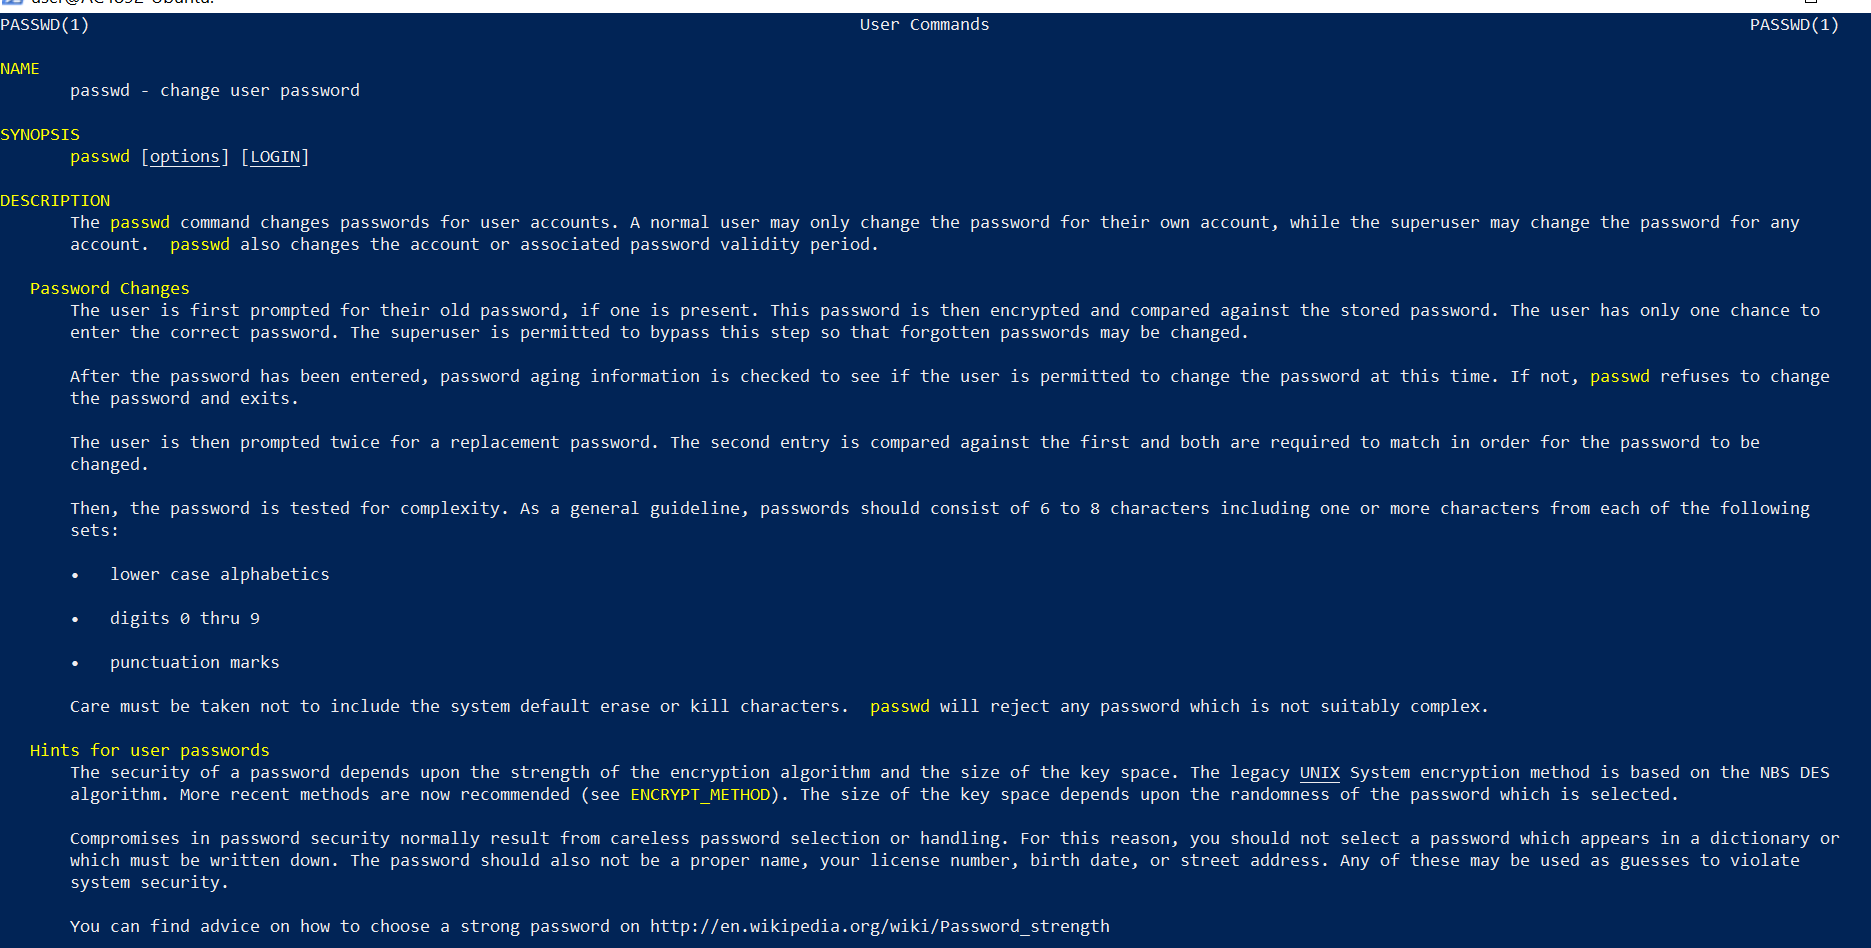 PASSWD(1) User Commands PASSWD(1)
NAME
passwd - change user password
SYNOPSIS
passwd [options] [LOGIN]
DESCRIPTION
The passwd command changes passwords for user accounts. A normal user may only change the password for their own account, while the superuser may change the password for any
account. passwd also changes the account or associated password validity period.
Password Changes
The user is first prompted for their old password, if one is present. This password is then encrypted and compared against the stored password. The user has only one chance to
enter the correct password. The superuser is permitted to bypass this step so that forgotten passwords may be changed.
After the password has been entered, password aging information is checked to see if the user is permitted to change the password at this time. If not, passwd refuses to change
the password and exits.
The user is then prompted twice for a replacement password. The second entry is compared against the first and both are required to match in order for the password to be
changed.
Then, the password is tested for complexity. As a general guideline, passwords should consist of 6 to 8 characters including one or more characters from each of the following
sets:
• lower case alphabetics
• digits 0 thru 9
• punctuation marks
Care must be taken not to include the system default erase or kill characters. passwd will reject any password which is not suitably complex.
Hints for user passwords
The security of a password depends upon the strength of the encryption algorithm and the size of the key space. The legacy UNIX System encryption method is based on the NBS DES
algorithm. More recent methods are now recommended (see ENCRYPT_METHOD). The size of the key space depends upon the randomness of the password which is selected.
Compromises in password security normally result from careless password selection or handling. For this reason, you should not select a password which appears in a dictionary or
which must be written down. The password should also not be a proper name, your license number, birth date, or street address. Any of these may be used as guesses to violate
system security.
You can find advice on how to choose a strong password on http://en.wikipedia.org/wiki/Password_strength